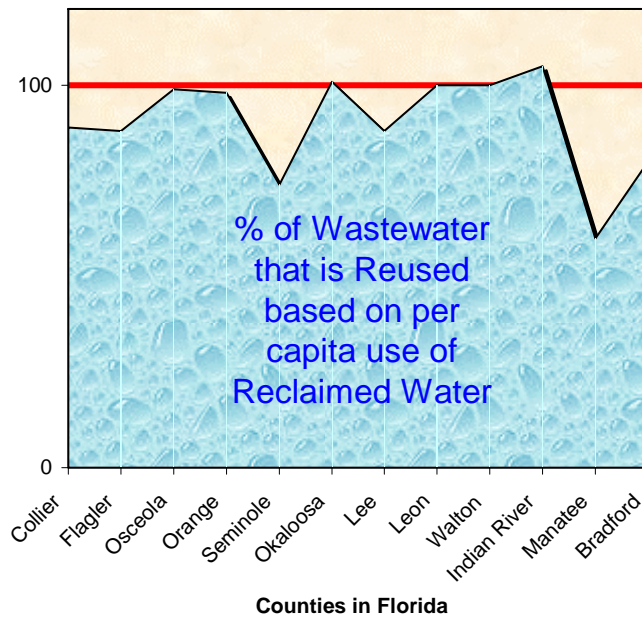 100
% of Wastewater
that is Reused
based on per
capita use of
Reclaimed Water
0
Collier
Flagler
Osceola
Orange
Seminole
Okaloosa
Lee
Leon
Walton
Indian River
Manatee
Bradford
Counties in Florida